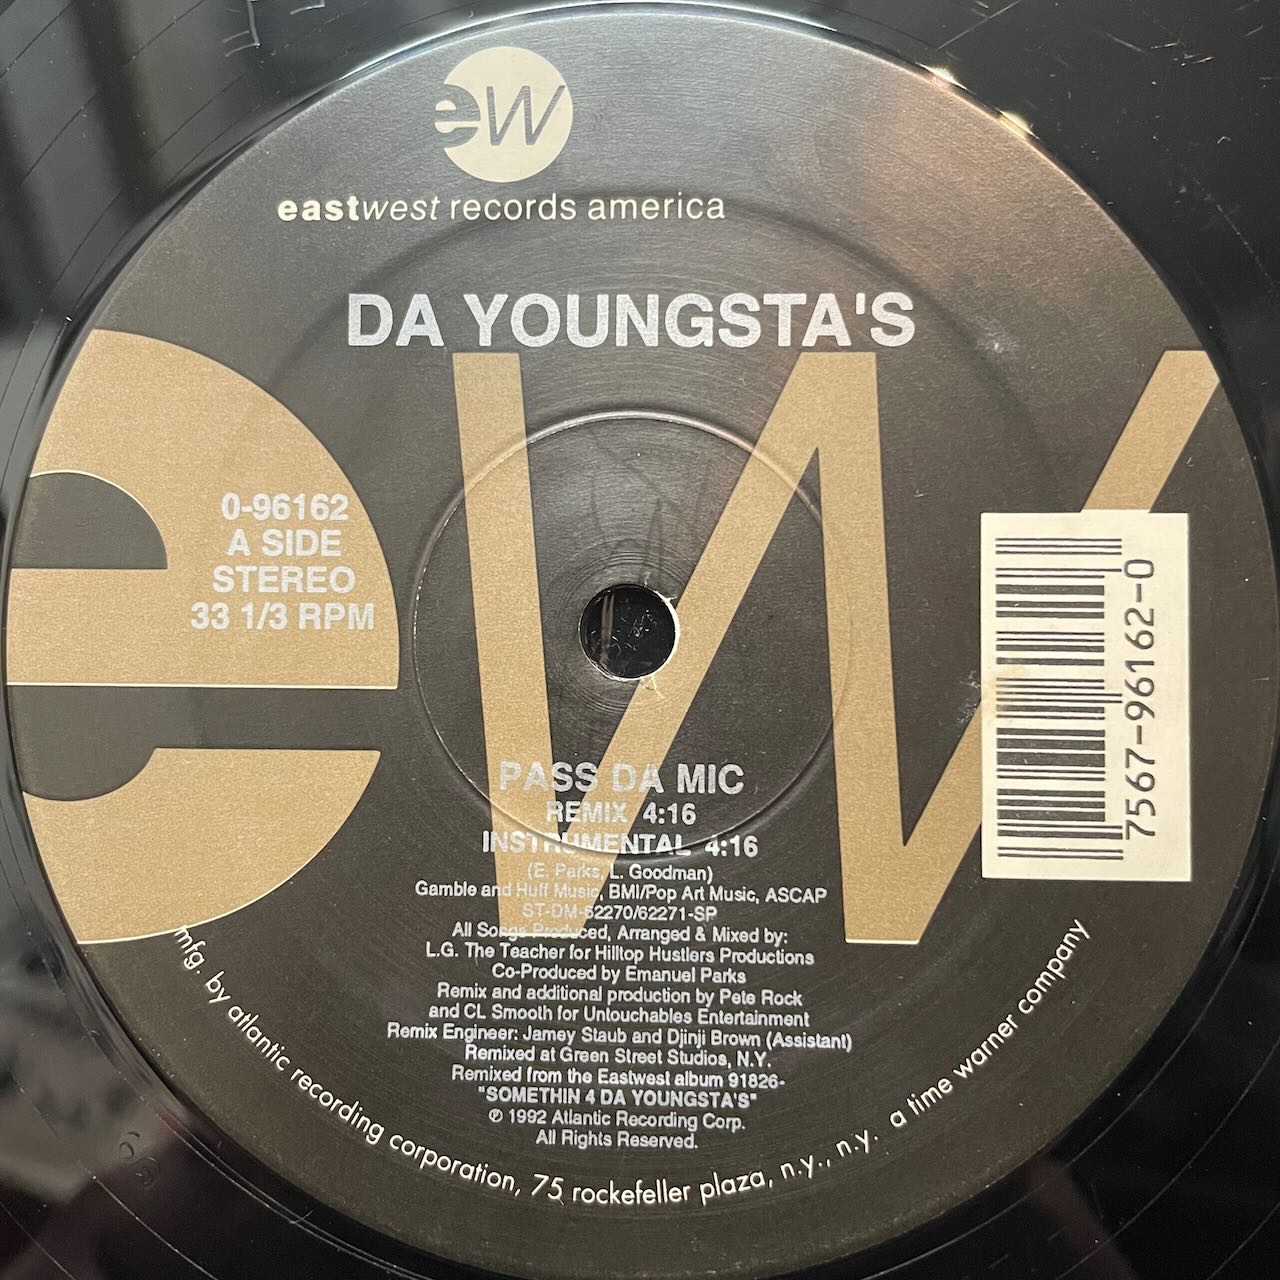 ew
eastwest records america
DA YOUNGSTA'S
ew
0-96162
A SIDE
STEREO
33 1/3 RPM
7567-96162-0
PASS DA MIC
REMIX 4:16
INSTRUMENTAL 4:16
(E. Parks, L. Goodman)
Gamble and Huff Music, BMI/Pop Art Music, ASCAP
ST-DM-62270/62271-SP
All Songs Produced, Arranged & Mixed by:
L.G. The Teacher for Hilltop Hustlers Productions
Co-Produced by Emanuel Parks
Remix and additional production by Pete Rock
and CL Smooth for Untouchables Entertainment
Remix Engineer: Jamey Staub and Djinji Brown (Assistant)
Remixed at Green Street Studios, N.Y.
Remixed from the Eastwest album 91826-
"SOMETHIN 4 DA YOUNGSTA'S"
℗ 1992 Atlantic Recording Corp.
All Rights Reserved.
mfg. by atlantic recording corporation, 75 rockefeller plaza, n.y., n.y. a time warner company